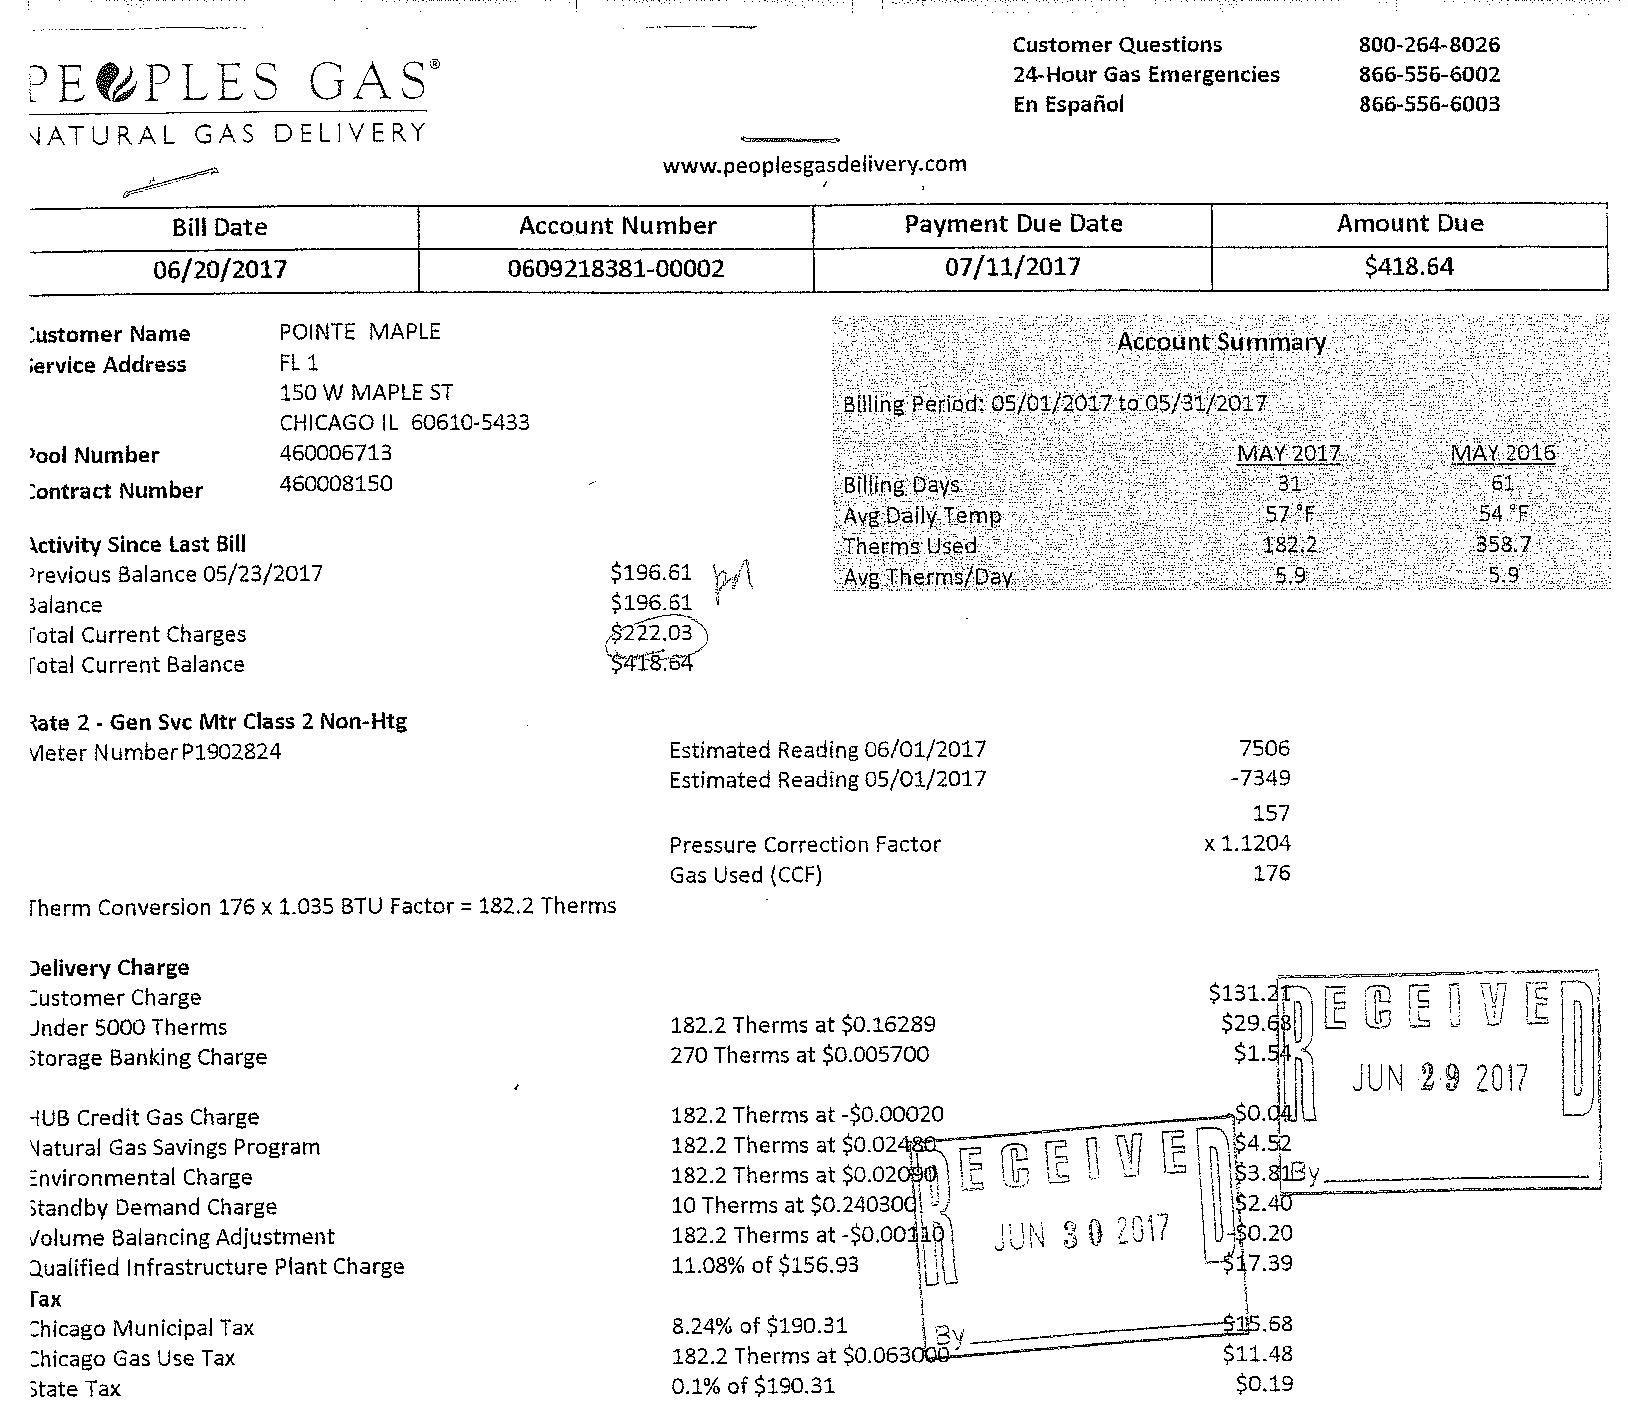 PEOPLES GAS®
NATURAL GAS DELIVERY
Customer Questions 800-264-8026
24-Hour Gas Emergencies 866-556-6002
En Español 866-556-6003
www.peoplesgasdelivery.com
Bill Date Account Number Payment Due Date Amount Due
06/20/2017 0609218381-00002 07/11/2017 $418.64
Customer Name POINTE MAPLE
Service Address FL 1
150 W MAPLE ST
CHICAGO IL 60610-5433
Pool Number 460006713
Contract Number 460008150
Account Summary
Billing Period: 05/01/2017 to 05/31/2017
MAY 2017 MAY 2016
Billing Days 31 61
Avg Daily Temp 57 °F 54 °F
Therms Used 182.2 358.7
Avg Therms/Day 5.9 5.9
Activity Since Last Bill
Previous Balance 05/23/2017 $196.61
Balance $196.61
Total Current Charges $222.03
Total Current Balance $418.64
Rate 2 - Gen Svc Mtr Class 2 Non-Htg
Meter Number P1902824
Estimated Reading 06/01/2017 7506
Estimated Reading 05/01/2017 -7349
157
Pressure Correction Factor x 1.1204
Gas Used (CCF) 176
Therm Conversion 176 x 1.035 BTU Factor = 182.2 Therms
Delivery Charge
Customer Charge $131.21
Under 5000 Therms 182.2 Therms at $0.16289 $29.68
Storage Banking Charge 270 Therms at $0.005700 $1.54
HUB Credit Gas Charge 182.2 Therms at -$0.00020 -$0.04
Natural Gas Savings Program 182.2 Therms at $0.02480 $4.52
Environmental Charge 182.2 Therms at $0.02090 $3.81
Standby Demand Charge 10 Therms at $0.240300 $2.40
Volume Balancing Adjustment 182.2 Therms at -$0.00110 -$0.20
Qualified Infrastructure Plant Charge 11.08% of $156.93 $17.39
Tax
Chicago Municipal Tax 8.24% of $190.31 $15.68
Chicago Gas Use Tax 182.2 Therms at $0.063000 $11.48
State Tax 0.1% of $190.31 $0.19
RECEIVED
JUN 29 2017
By
RECEIVED
JUN 30 2017
By